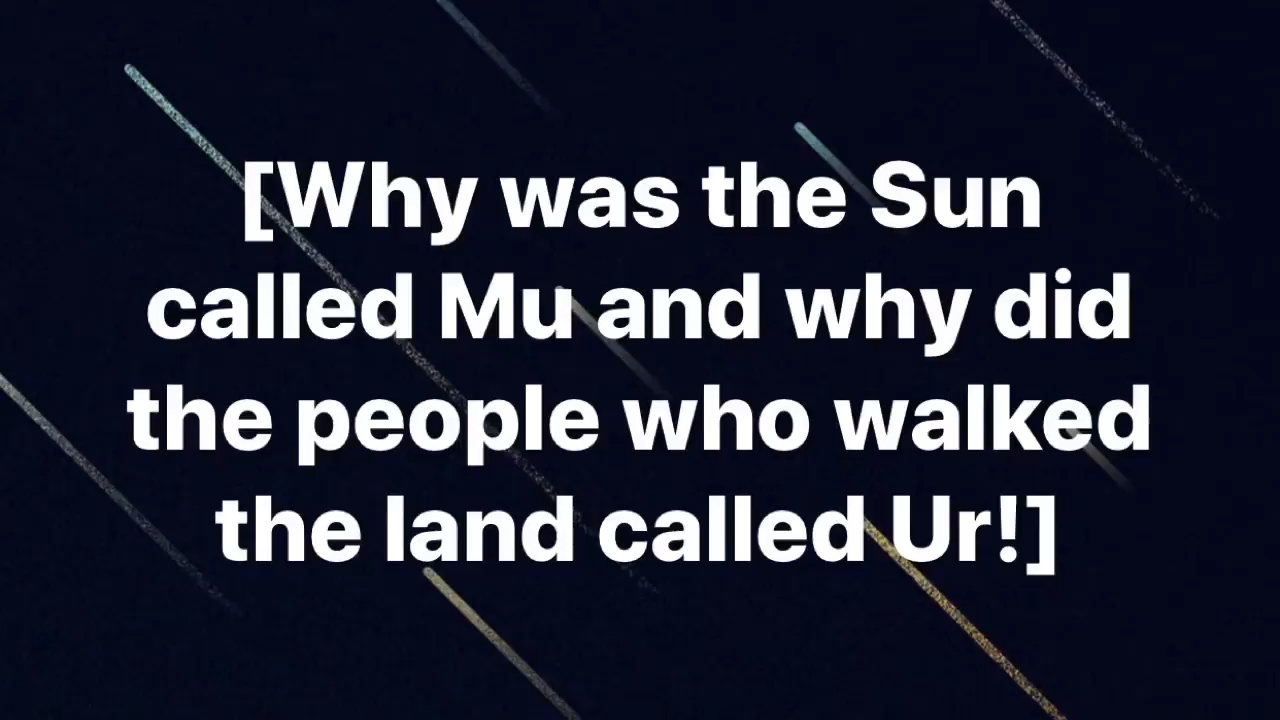 [Why was the Sun
called Mu and why did
the people who walked
the land called Ur!]